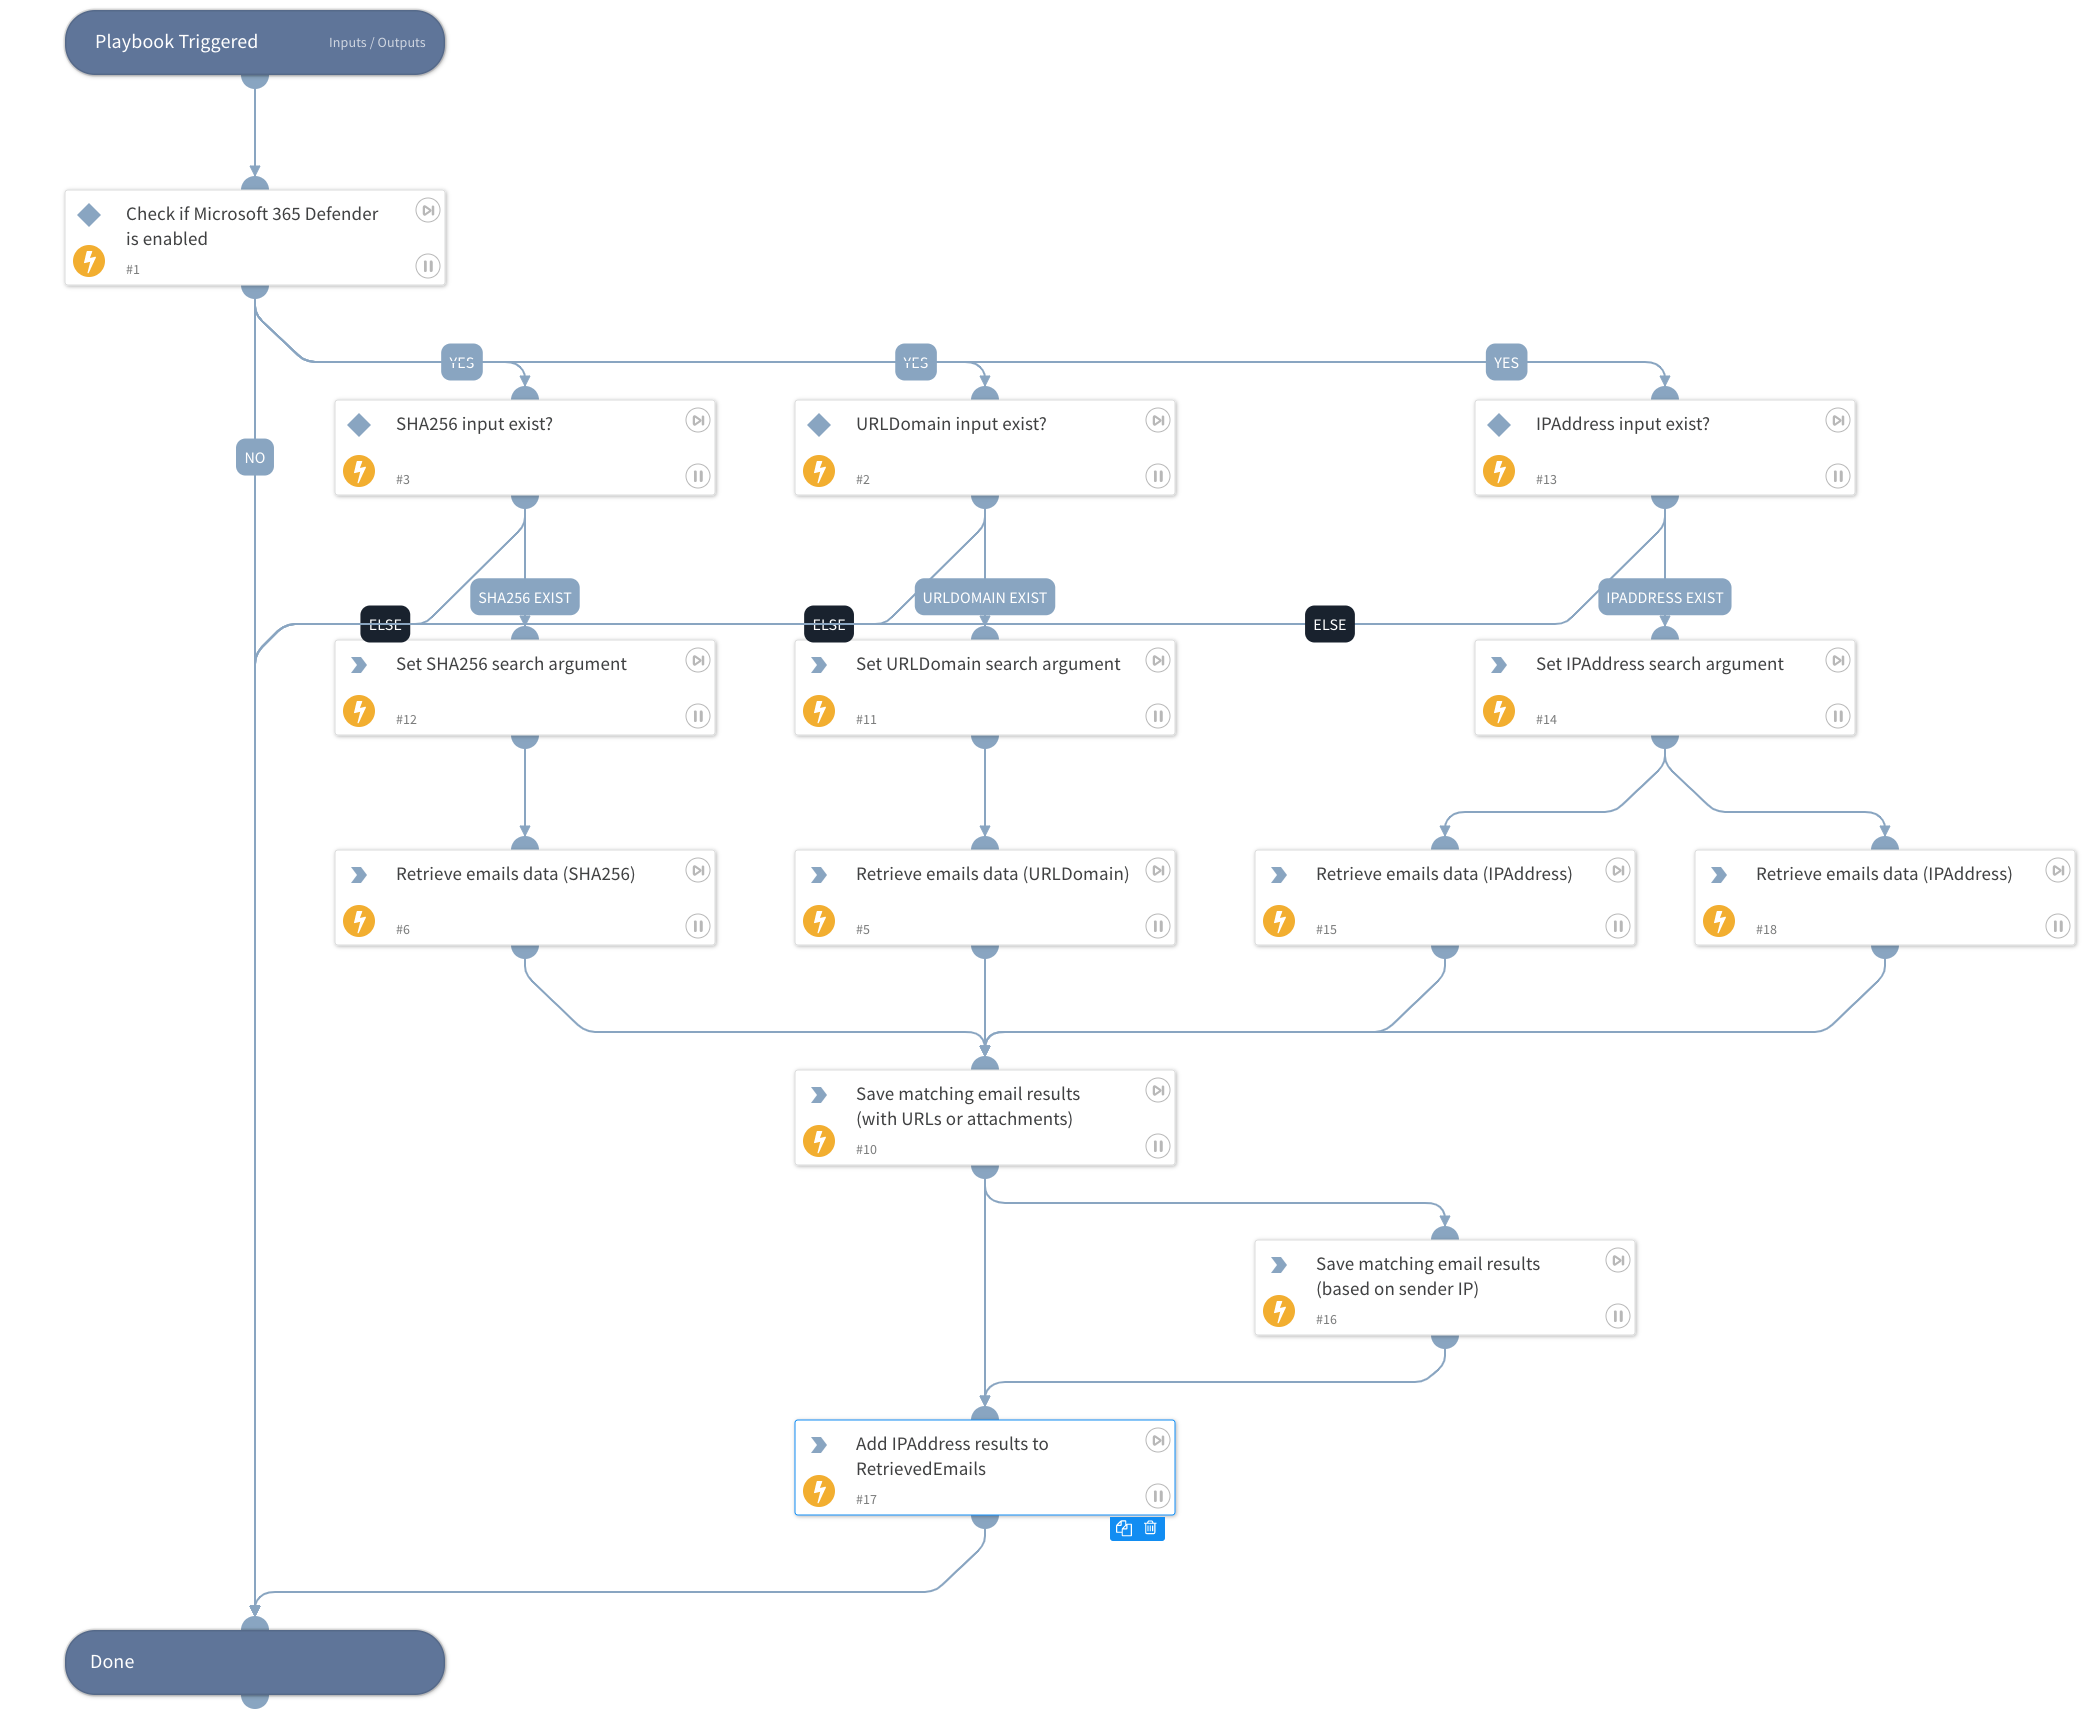 Playbook Triggered
Inputs / Outputs
Check if Microsoft 365 Defender
is enabled
#1
YES
YES
YES
SHA256 input exist?
#3
URLDomain input exist?
#2
IPAddress input exist?
#13
NO
SHA256 EXIST
URLDOMAIN EXIST
IPADDRESS EXIST
ELSE
ELSE
ELSE
Set SHA256 search argument
#12
Set URLDomain search argument
#11
Set IPAddress search argument
#14
Retrieve emails data (SHA256)
#6
Retrieve emails data (URLDomain)
#5
Retrieve emails data (IPAddress)
#15
Retrieve emails data (IPAddress)
#18
Save matching email results
(with URLs or attachments)
#10
Save matching email results
(based on sender IP)
#16
Add IPAddress results to
RetrievedEmails
#17
Done